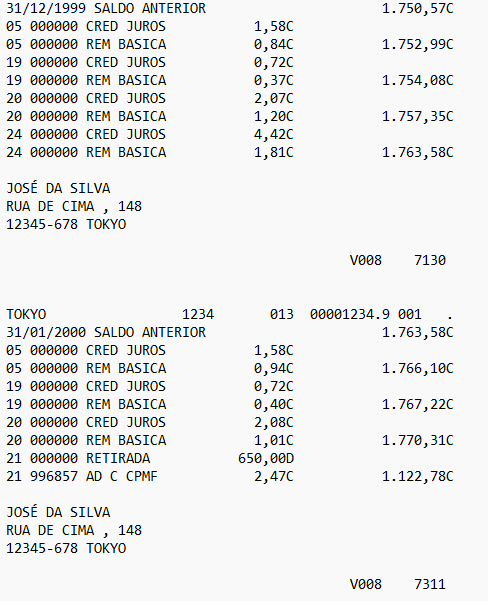 31/12/1999 SALDO ANTERIOR 1.750,57C
05 000000 CRED JUROS 1,58C
05 000000 REM BASICA 0,84C 1.752,99C
19 000000 CRED JUROS 0,72C
19 000000 REM BASICA 0,37C 1.754,08C
20 000000 CRED JUROS 2,07C
20 000000 REM BASICA 1,20C 1.757,35C
24 000000 CRED JUROS 4,42C
24 000000 REM BASICA 1,81C 1.763,58C
JOSÉ DA SILVA
RUA DE CIMA , 148
12345-678 TOKYO
V008 7130
TOKYO 1234 013 00001234.9 001 .
31/01/2000 SALDO ANTERIOR 1.763,58C
05 000000 CRED JUROS 1,58C
05 000000 REM BASICA 0,94C 1.766,10C
19 000000 CRED JUROS 0,72C
19 000000 REM BASICA 0,40C 1.767,22C
20 000000 CRED JUROS 2,08C
20 000000 REM BASICA 1,01C 1.770,31C
21 000000 RETIRADA 650,00D
21 996857 AD C CPMF 2,47C 1.122,78C
JOSÉ DA SILVA
RUA DE CIMA , 148
12345-678 TOKYO
V008 7311